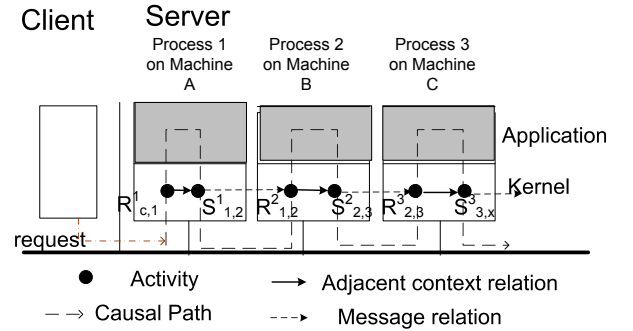 Client
Server
Process 1
on Machine
A
Process 2
on Machine
B
Process 3
on Machine
C
Application
Kernel
R¹c,1
S¹1,2
R²1,2
S²2,3
R³2,3
S³3,x
request
Activity
Adjacent context relation
Causal Path
Message relation